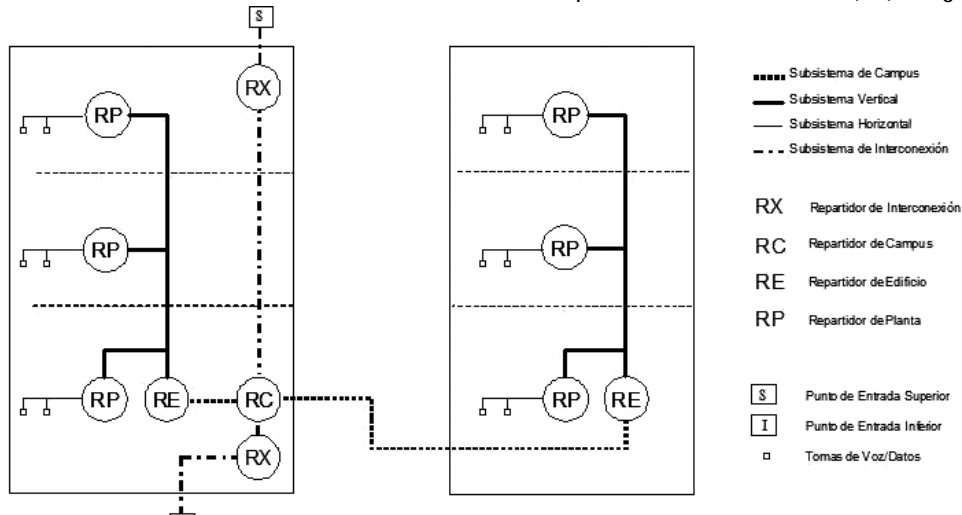 S
RX
RP
RP
RP
RP
RP
RE
RC
RP
RE
RX
Subsistema de Campus
Subsistema Vertical
Subsistema Horizontal
Subsistema de Interconexión
RX Repartidor de Interconexión
RC Repartidor de Campus
RE Repartidor de Edificio
RP Repartidor de Planta
S Punto de Entrada Superior
I Punto de Entrada Inferior
Tomas de Voz/Datos